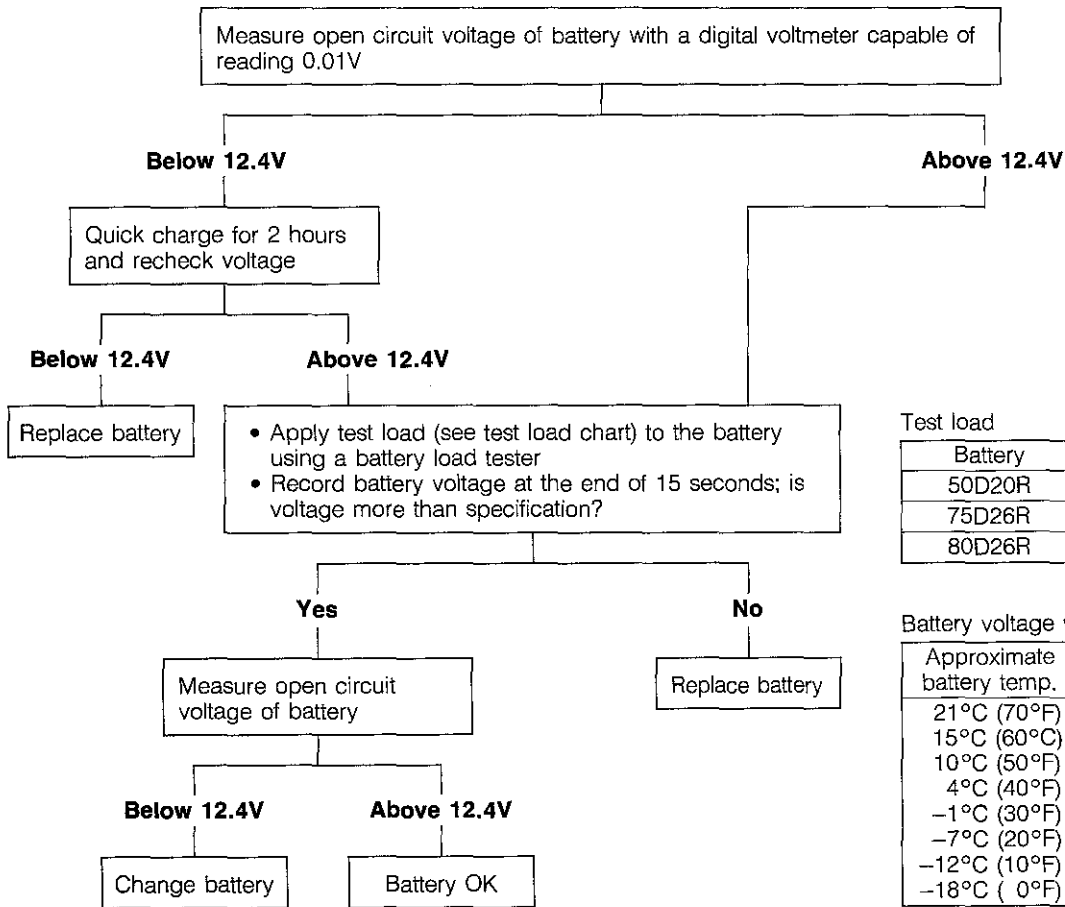 Measure open circuit voltage of battery with a digital voltmeter capable of
reading 0.01V
Below 12.4V
Above 12.4V
Quick charge for 2 hours
and recheck voltage
Below 12.4V
Above 12.4V
Replace battery
• Apply test load (see test load chart) to the battery
using a battery load tester
• Record battery voltage at the end of 15 seconds; is
voltage more than specification?
Yes
No
Measure open circuit
voltage of battery
Replace battery
Below 12.4V
Above 12.4V
Change battery
Battery OK
Test load
Battery
50D20R
75D26R
80D26R
Battery voltage
Approximate
battery temp.
21°C (70°F)
15°C (60°C)
10°C (50°F)
4°C (40°F)
–1°C (30°F)
–7°C (20°F)
–12°C (10°F)
–18°C ( 0°F)